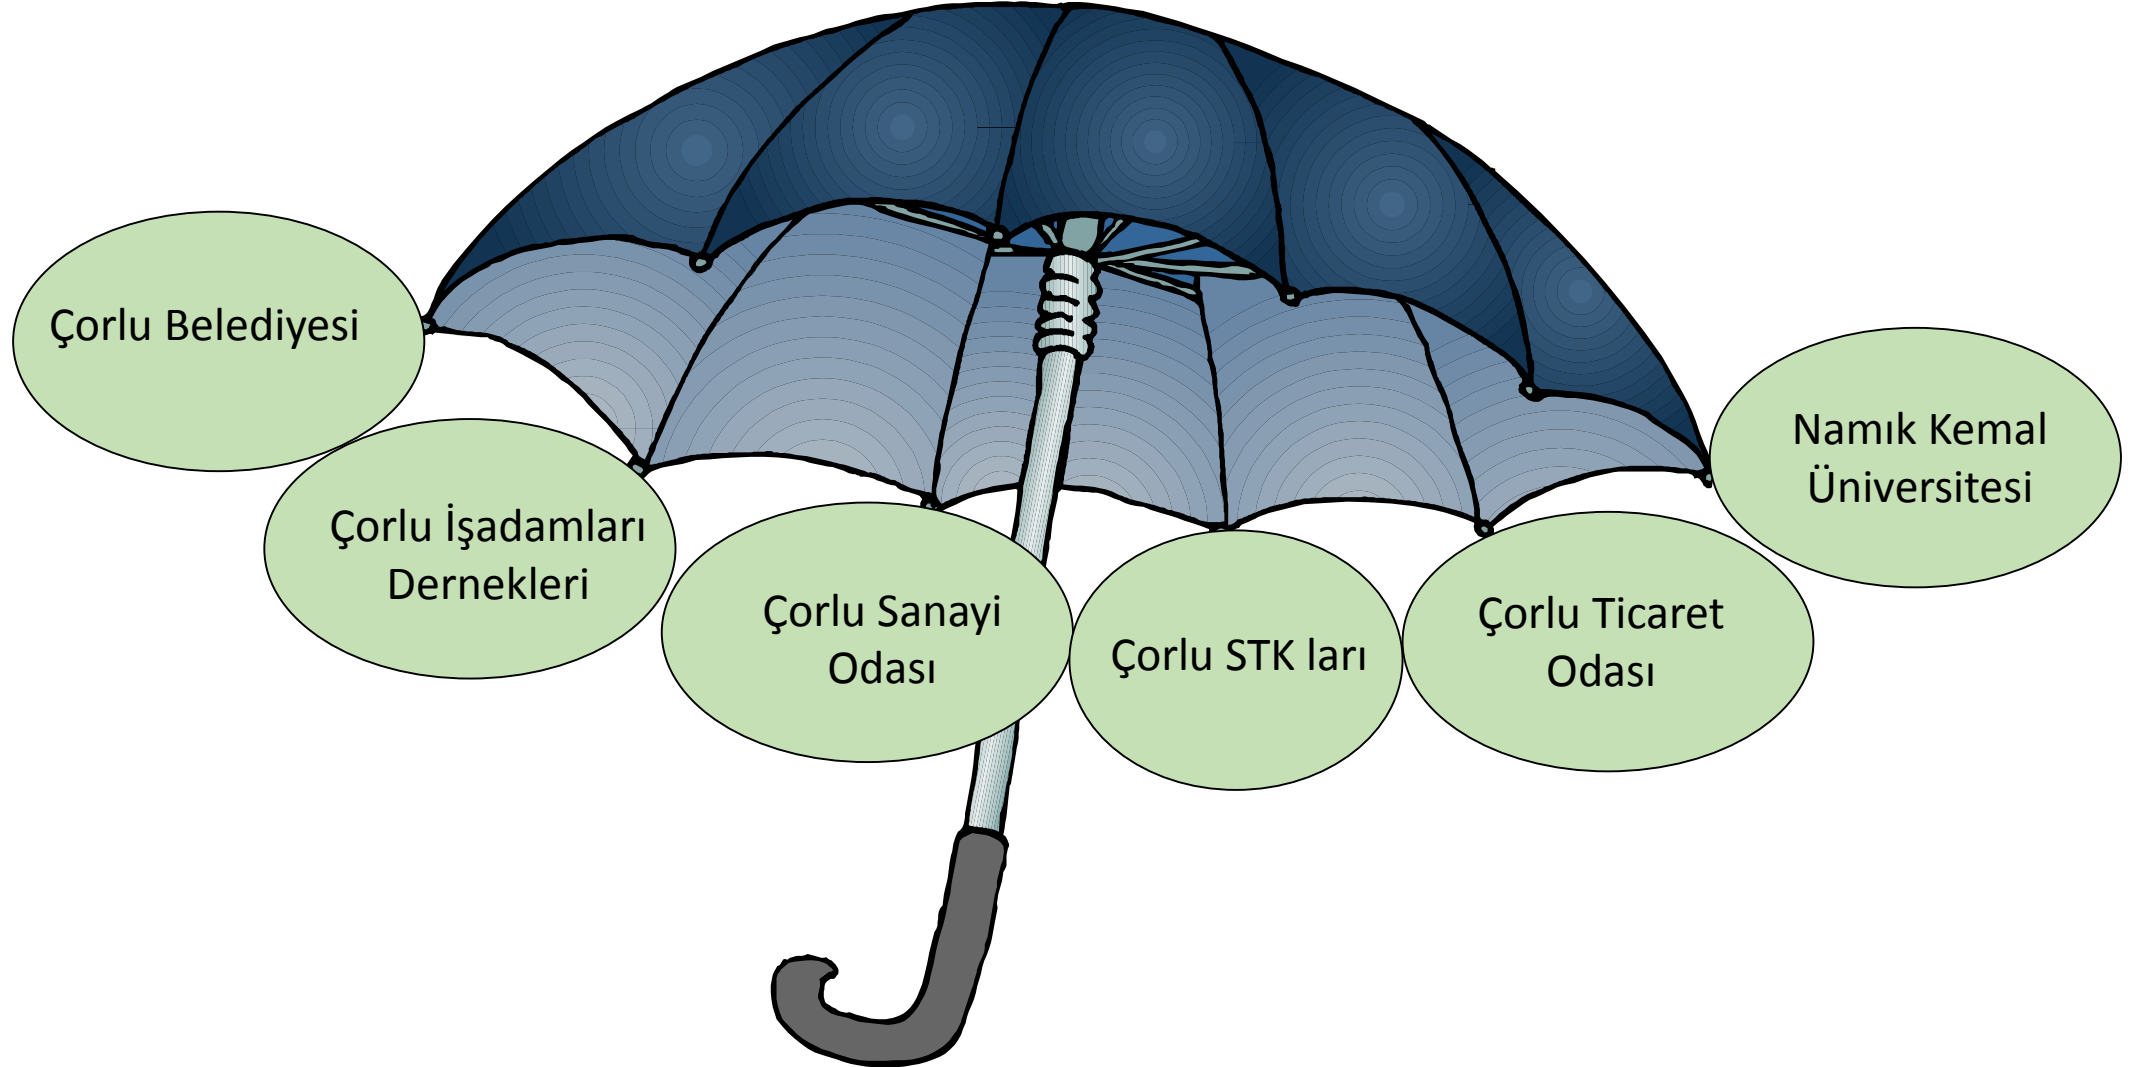 Çorlu Belediyesi
Çorlu İşadamları
Dernekleri
Çorlu Sanayi
Odası
Çorlu STK ları
Çorlu Ticaret
Odası
Namık Kemal
Üniversitesi